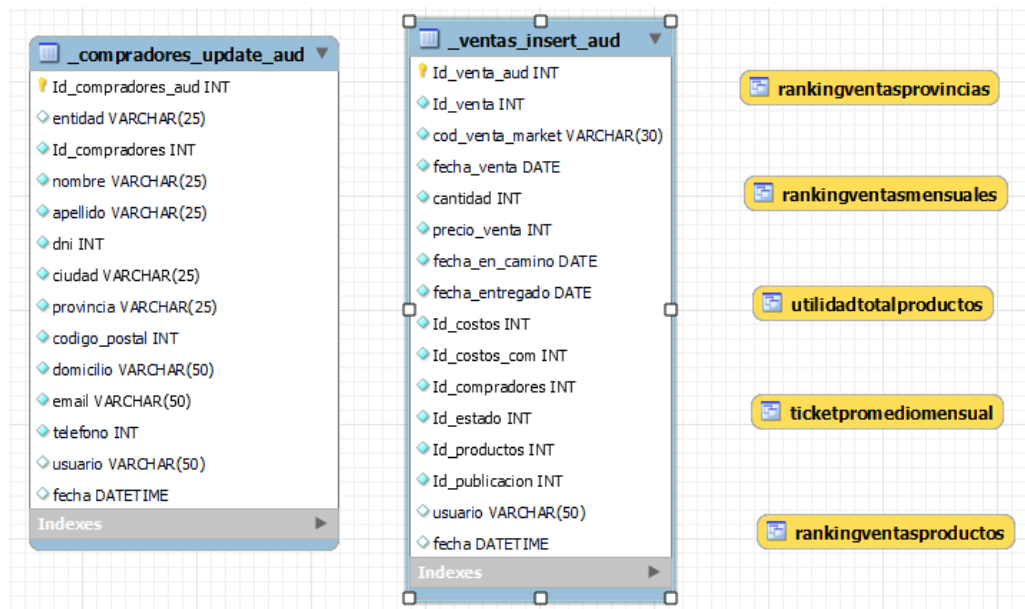 _compradores_update_aud
Id_compradores_aud INT
entidad VARCHAR(25)
Id_compradores INT
nombre VARCHAR(25)
apellido VARCHAR(25)
dni INT
ciudad VARCHAR(25)
provincia VARCHAR(25)
codigo_postal INT
domicilio VARCHAR(50)
email VARCHAR(50)
telefono INT
usuario VARCHAR(50)
fecha DATETIME
Indexes
_ventas_insert_aud
Id_venta_aud INT
Id_venta INT
cod_venta_market VARCHAR(30)
fecha_venta DATE
cantidad INT
precio_venta INT
fecha_en_camino DATE
fecha_entregado DATE
Id_costos INT
Id_costos_com INT
Id_compradores INT
Id_estado INT
Id_productos INT
Id_publicacion INT
usuario VARCHAR(50)
fecha DATETIME
Indexes
rankingventasprovincias
rankingventasmensuales
utilidadtotalproductos
ticketpromediomensual
rankingventasproductos